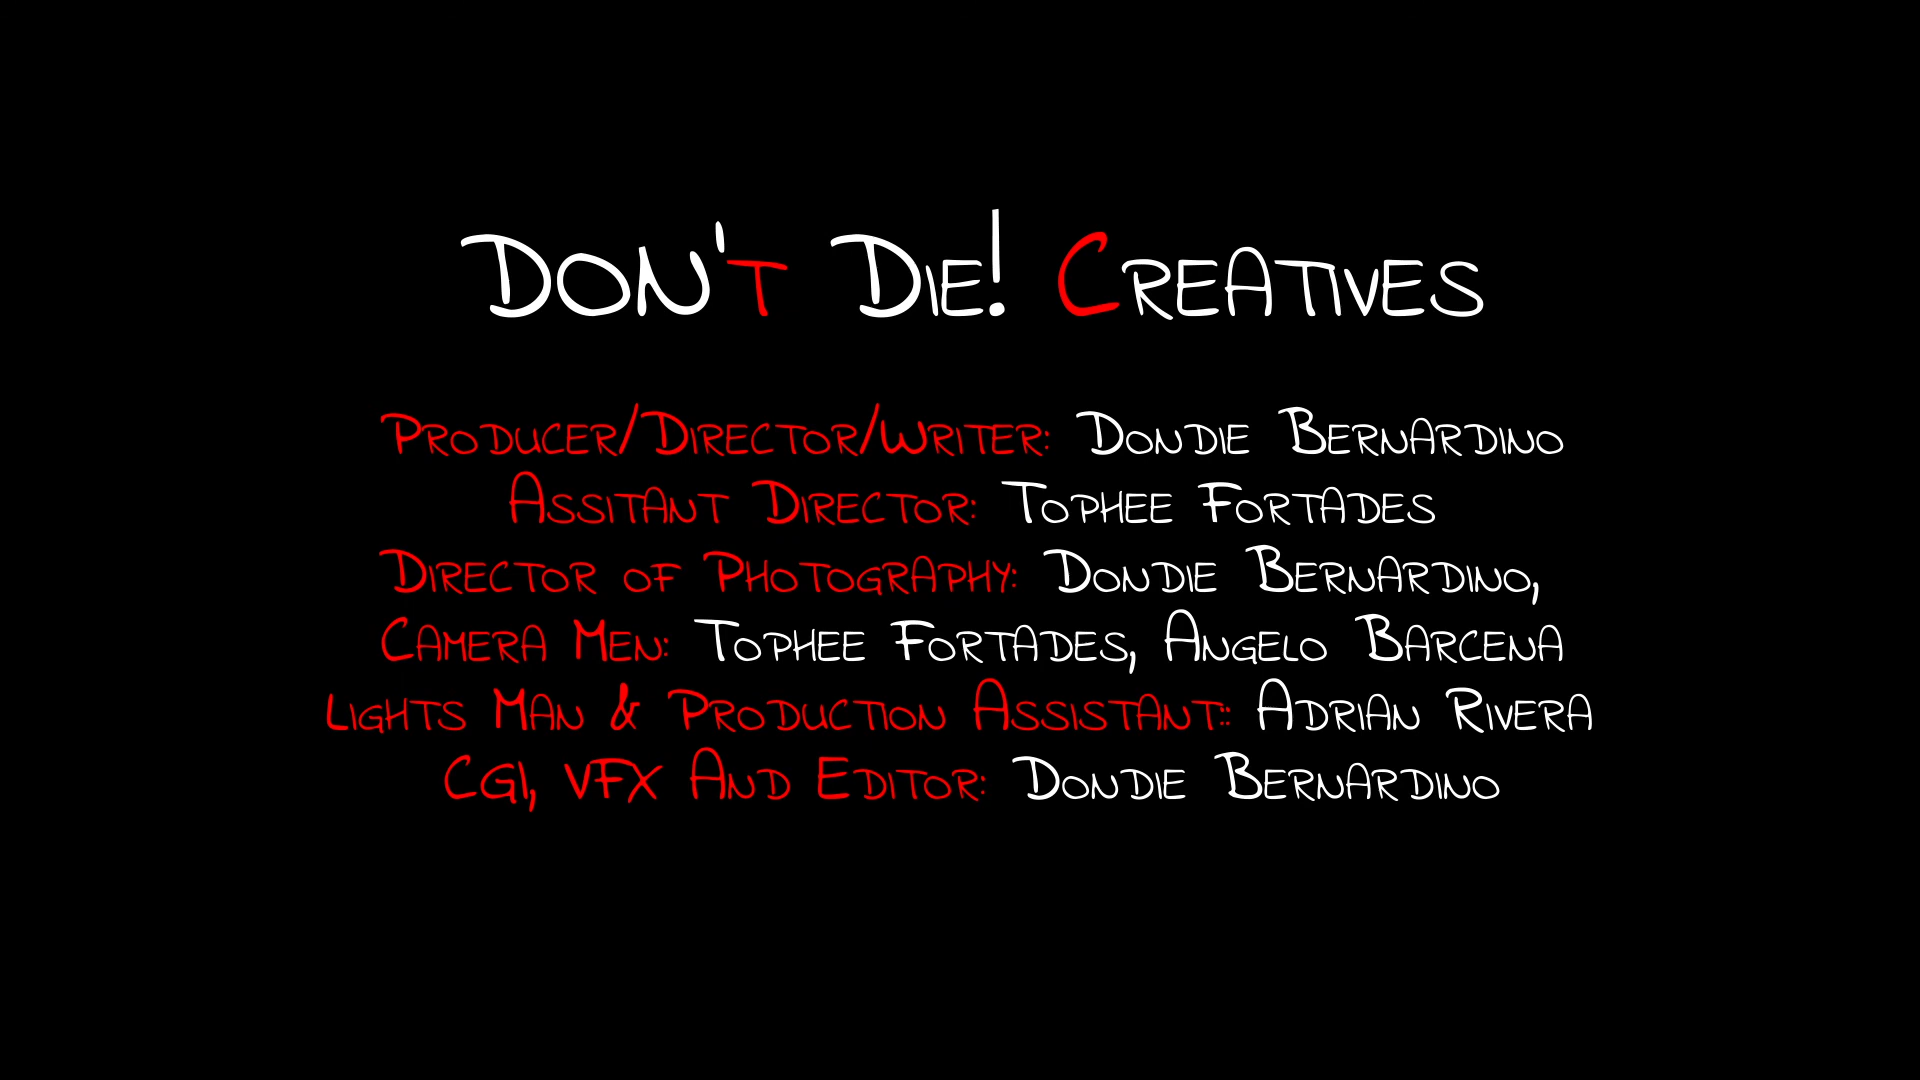 Don't Die! Creatives
Producer/Director/Writer: Dondie Bernardino
Assitant Director: Tophee Fortades
Director of Photography: Dondie Bernardino,
Camera Men: Tophee Fortades, Angelo Barcena
Lights Man & Production Assistant:: Adrian Rivera
CGI, VFX And Editor: Dondie Bernardino